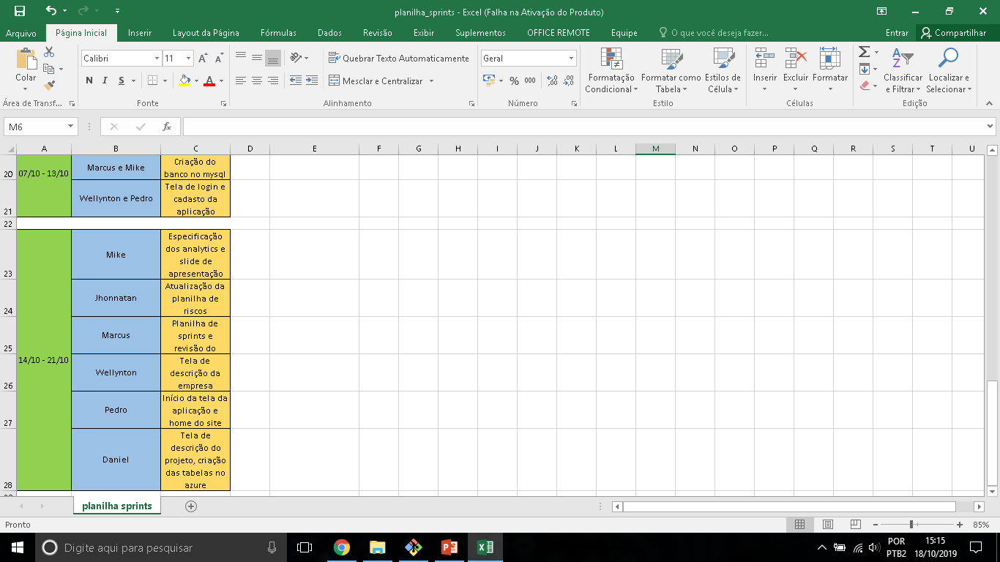 planilha_sprints - Excel (Falha na Ativação do Produto)
Arquivo Página Inicial Inserir Layout da Página Fórmulas Dados Revisão Exibir Suplementos OFFICE REMOTE Equipe O que você deseja fazer... Entrar Compartilhar
Colar
Calibri 11
N I S
A A
A
Quebrar Texto Automaticamente
Mesclar e Centralizar
Geral
% 000
,00
,0
Formatação
Condicional
Formatar como
Tabela
Estilos de
Célula
Inserir Excluir Formatar
Classificar
e Filtrar
Localizar e
Selecionar
Área de Transf... Fonte Alinhamento Número Estilo Células Edição
M6 fx
A B C D E F G H I J K L M N O P Q R S T U
20
07/10 - 13/10
Marcus e Mike
Criação do
banco no mysql
21
Wellynton e Pedro
Tela de login e
cadasto da
aplicação
22
14/10 - 21/10
23
Mike
Especificação
dos analytics e
slide de
apresentação
24
Jhonnatan
Atualização da
planilha de
riscos
25
Marcus
Planilha de
sprints e
revisão do
26
Wellynton
Tela de
descrição da
empresa
27
Pedro
Início da tela da
aplicação e
home do site
28
Daniel
Tela de
descrição do
projeto, criação
das tabelas no
azure
planilha sprints
Pronto
85%
Digite aqui para pesquisar
POR
PTB2
15:15
18/10/2019